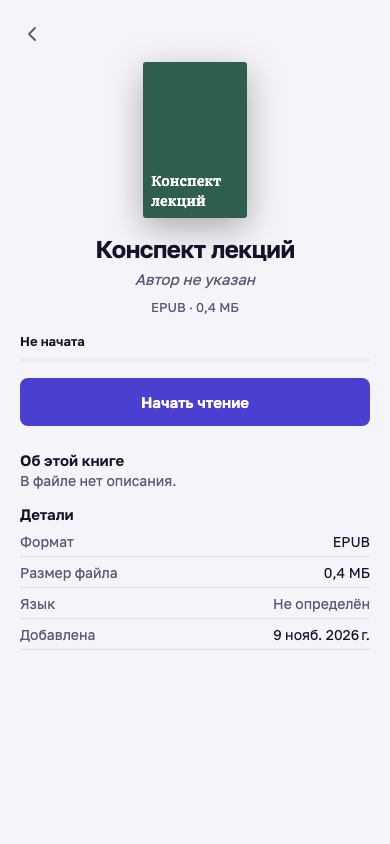 Конспект
лекций
Конспект лекций
Автор не указан
EPUB · 0,4 МБ
Не начата
Начать чтение
Об этой книге
В файле нет описания.
Детали
Формат EPUB
Размер файла 0,4 МБ
Язык Не определён
Добавлена 9 нояб. 2026 г.